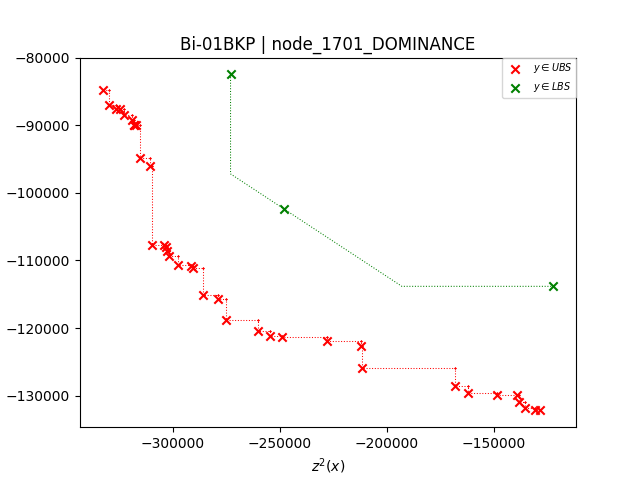 Bi-01BKP | node_1701_DOMINANCE
y ∈ UBS
y ∈ LBS
−80000
−90000
−100000
−110000
−120000
−130000
−300000 −250000 −200000 −150000
z²(x)